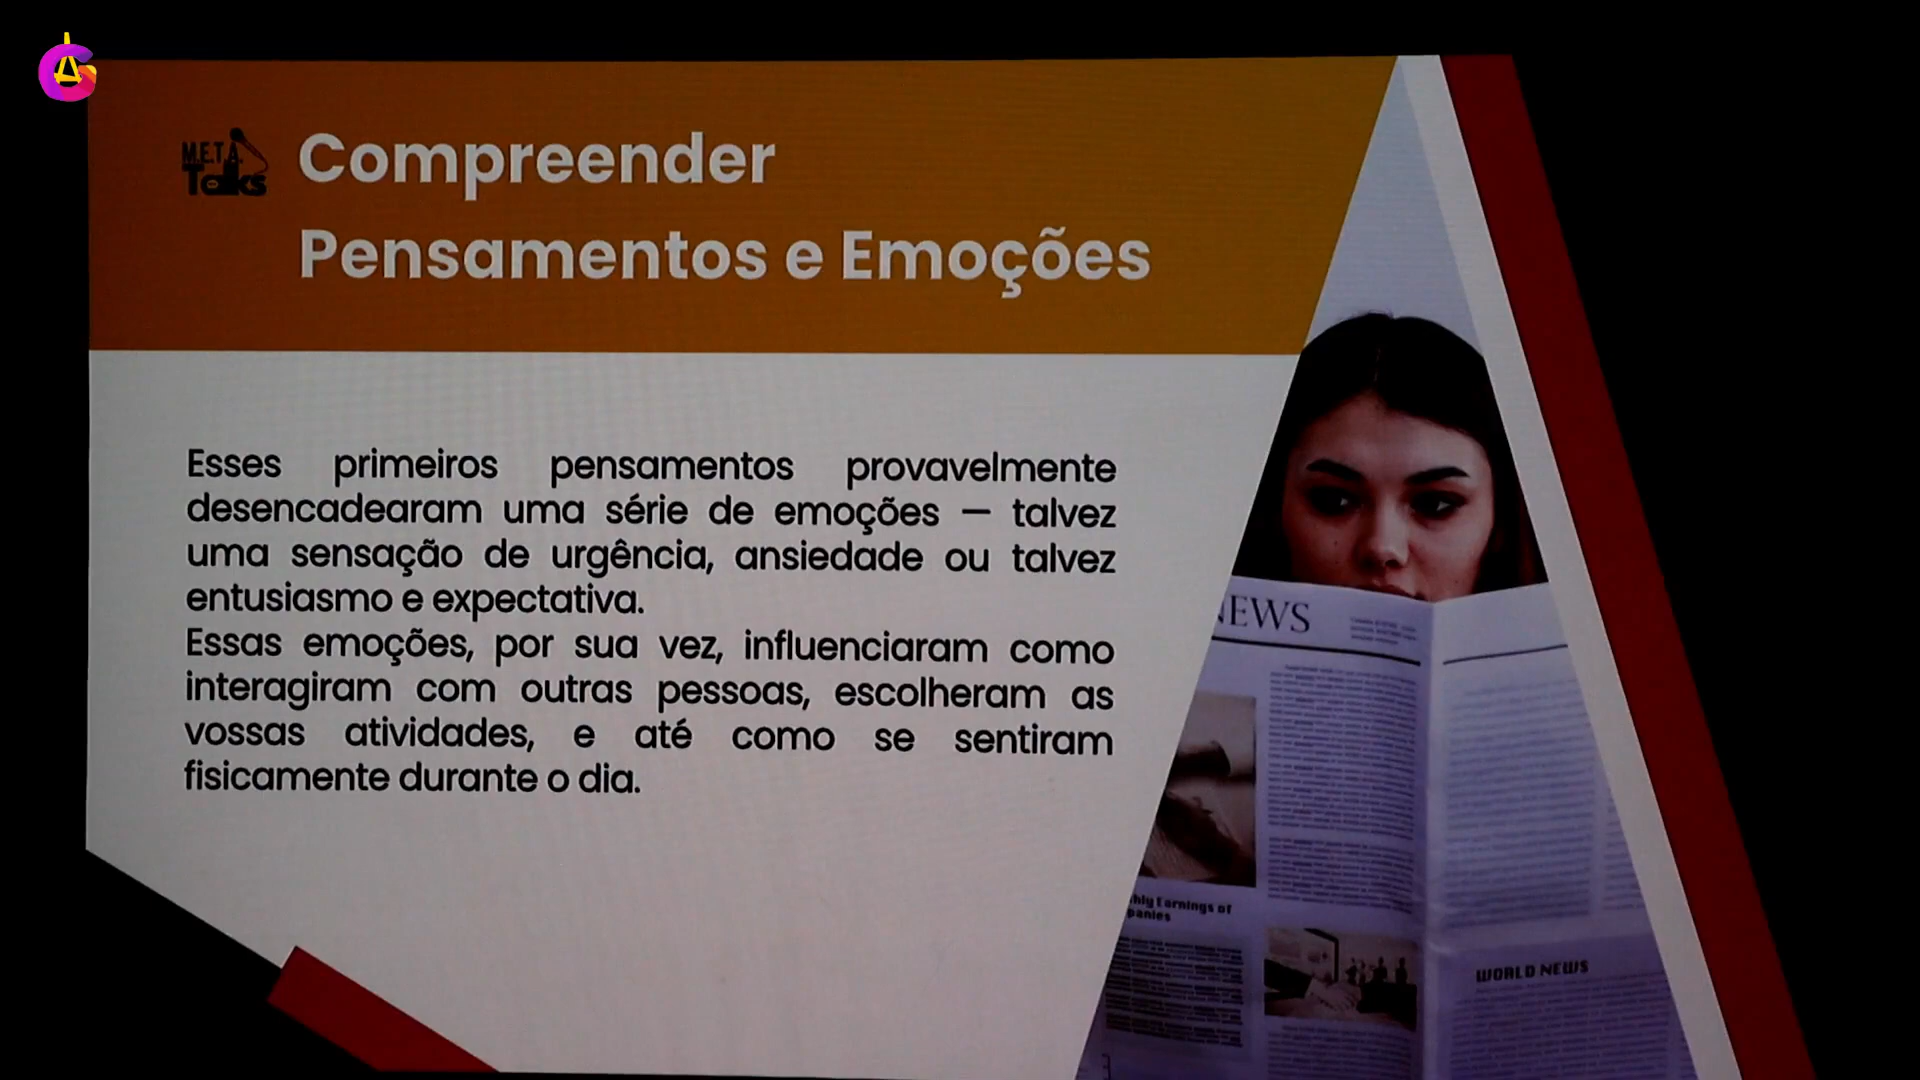 M.E.T.A.
Talks
Compreender
Pensamentos e Emoções
Esses primeiros pensamentos provavelmente
desencadearam uma série de emoções — talvez
uma sensação de urgência, ansiedade ou talvez
entusiasmo e expectativa.
Essas emoções, por sua vez, influenciaram como
interagiram com outras pessoas, escolheram as
vossas atividades, e até como se sentiram
fisicamente durante o dia.
NEWS
Earnings of
WORLD NEWS